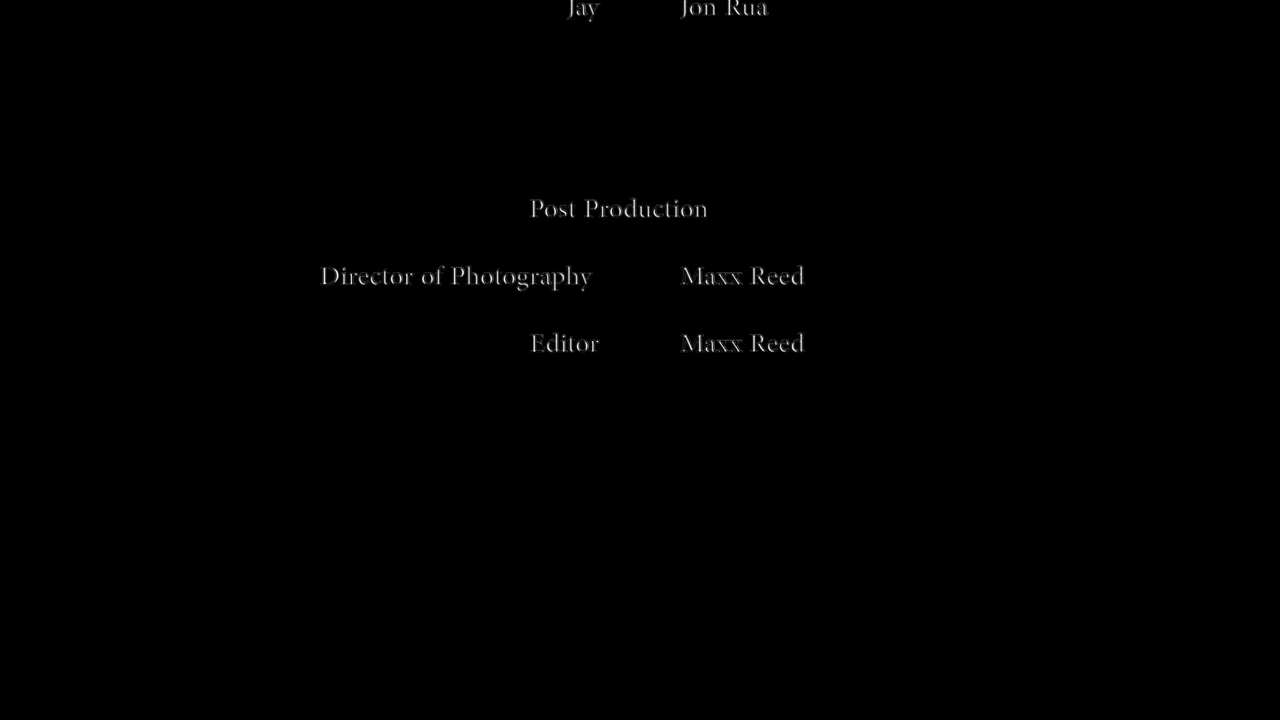 Jay Jon Rua
Post Production
Director of Photography Maxx Reed
Editor Maxx Reed